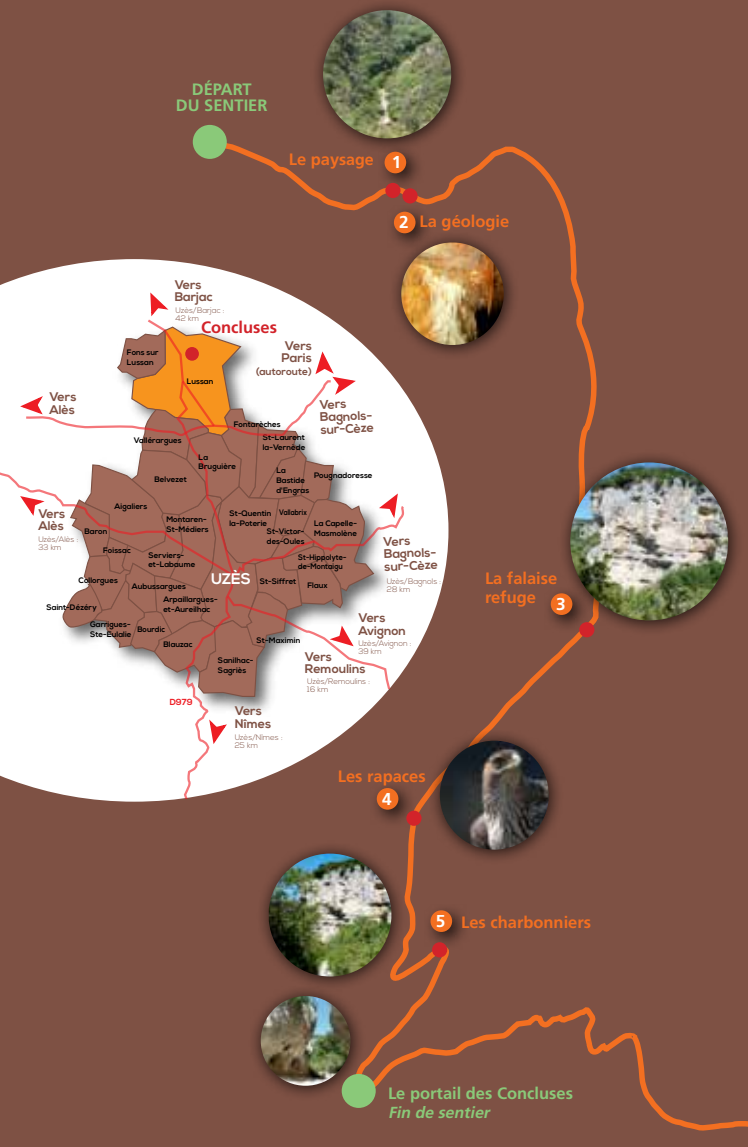 DÉPART
DU SENTIER
Le paysage 1
2 La géologie
Vers
Barjac
Uzès/Barjac :
42 km
Concluses
Fons sur
Lussan
Lussan
Vers
Paris
(autoroute)
Vers
Alès
Vers
Bagnols-
sur-Cèze
Fontarèches
Vallérargues
St-Laurent
la-Vernède
La
Bruguière
Belvezet
La
Bastide
d'Engras
Pougnadoresse
Aigaliers
Vers
Alès
Uzès/Alès :
33 km
Baron
Montaren-
St-Médiers
St-Quentin
la-Poterie
Vallabrix
La Capelle-
Masmolène
St-Victor-
des-Oules
Foissac
Serviers-
et-Labaume
St-Hippolyte-
de-Montaigu
Vers
Bagnols-
sur-Cèze
Uzès/Bagnols :
28 km
Collorgues
Aubussargues
UZÈS
St-Siffret
Flaux
Saint-Dézéry
Arpaillargues-
et-Aureilhac
Garrigues-
Ste-Eulalie
Bourdic
Blauzac
St-Maximin
Vers
Avignon
Uzès/Avignon :
39 km
Sanilhac-
Sagriès
Vers
Remoulins
Uzès/Remoulins :
16 km
D979
Vers
Nîmes
Uzès/Nîmes :
25 km
La falaise
refuge 3
Les rapaces
4
5 Les charbonniers
Le portail des Concluses
Fin de sentier